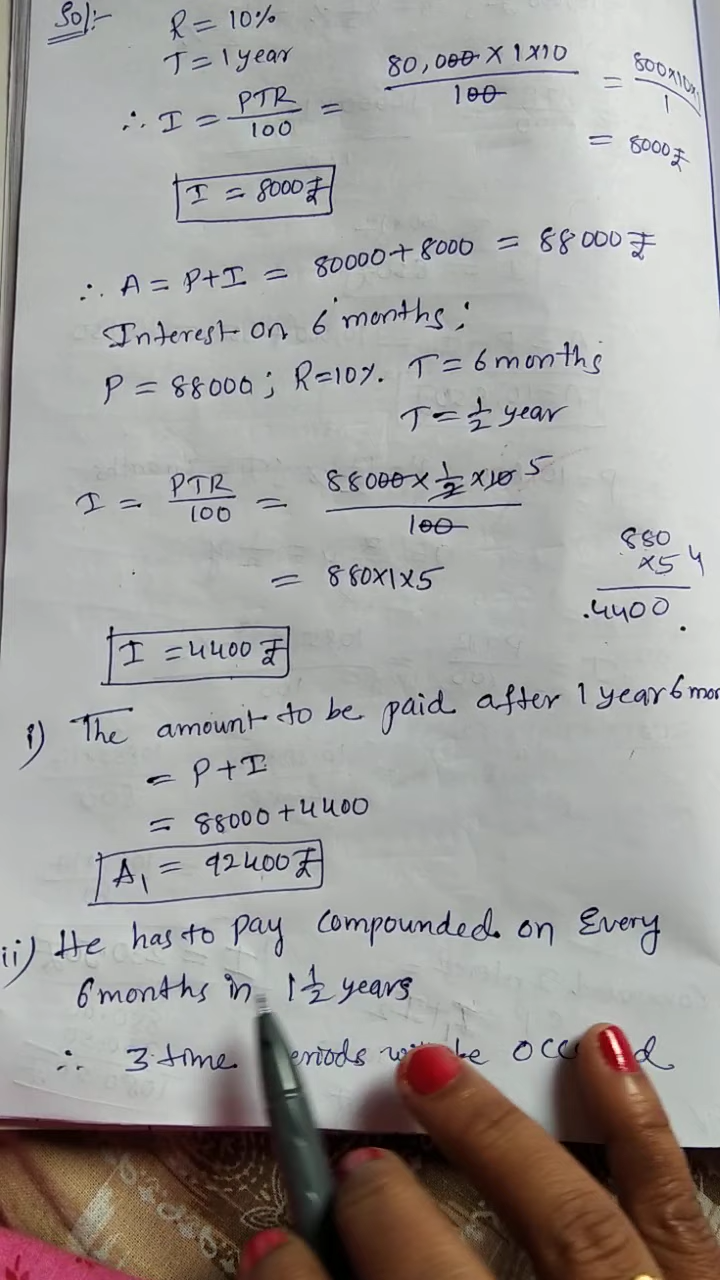 Sol:-
R = 10%
T = 1 year
∴ I = PTR/100 = 80,000 × 1 × 10/100 = 800×10×1/1
= 8000 ₹
I = 8000 ₹
∴ A = P+I = 80000+8000 = 88000 ₹
Interest on 6 months;
P = 88000; R=10%. T = 6 months
T = 1/2 year
I = PTR/100 = 88000 × 1/2 × 10 5/100
= 880×1×5
880
×5 4
.4400.
I = 4400 ₹
i) The amount to be paid after 1 year 6 mon
= P+I
= 88000 + 4400
A₁ = 92400 ₹
ii) He has to pay compounded on Every
6 months in 1 1/2 years
∴ 3 time